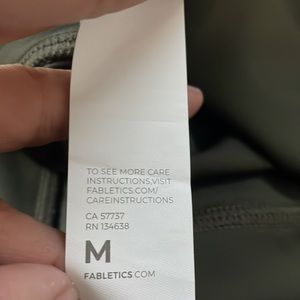 TO SEE MORE CARE
INSTRUCTIONS VISIT
FABLETICS.COM/
CAREINSTRUCTIONS
CA 57737
RN 134638
M
FABLETICS.COM